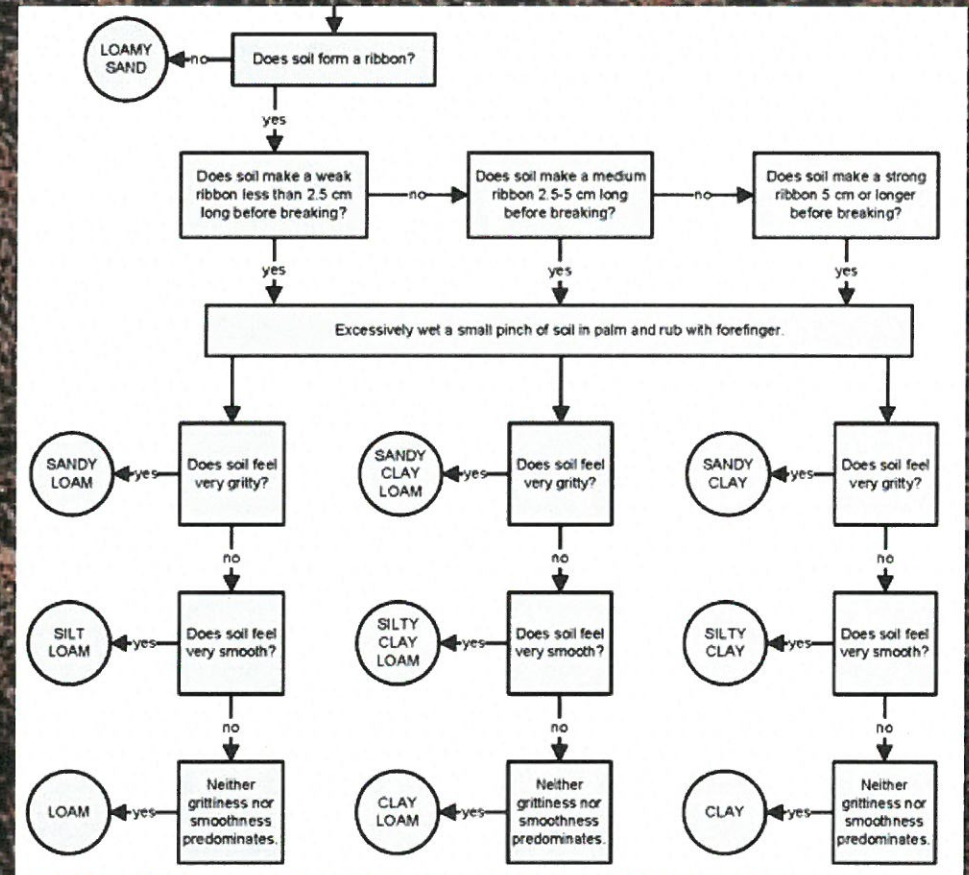 LOAMY
SAND
no
Does soil form a ribbon?
yes
Does soil make a weak
ribbon less than 2.5 cm
long before breaking?
no
Does soil make a medium
ribbon 2.5-5 cm long
before breaking?
no
Does soil make a strong
ribbon 5 cm or longer
before breaking?
yes
yes
yes
Excessively wet a small pinch of soil in palm and rub with forefinger.
SANDY
LOAM
yes
Does soil feel
very gritty?
SANDY
CLAY
LOAM
yes
Does soil feel
very gritty?
SANDY
CLAY
yes
Does soil feel
very gritty?
no
no
no
SILT
LOAM
yes
Does soil feel
very smooth?
SILTY
CLAY
LOAM
yes
Does soil feel
very smooth?
SILTY
CLAY
yes
Does soil feel
very smooth?
no
no
no
LOAM
yes
Neither
grittiness nor
smoothness
predominates.
CLAY
LOAM
yes
Neither
grittiness nor
smoothness
predominates.
CLAY
yes
Neither
grittiness nor
smoothness
predominates.